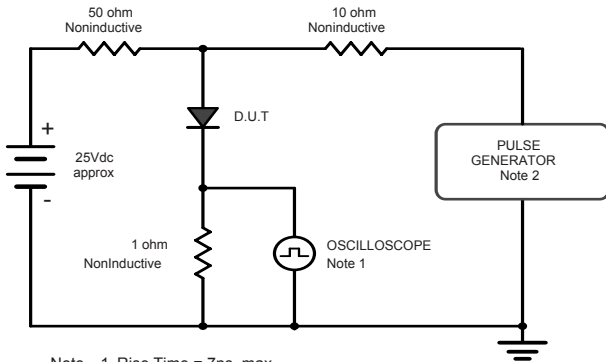 50 ohm
Noninductive
10 ohm
Noninductive
D.U.T
+
25Vdc
approx
-
PULSE
GENERATOR
Note 2
1 ohm
NonInductive
OSCILLOSCOPE
Note 1